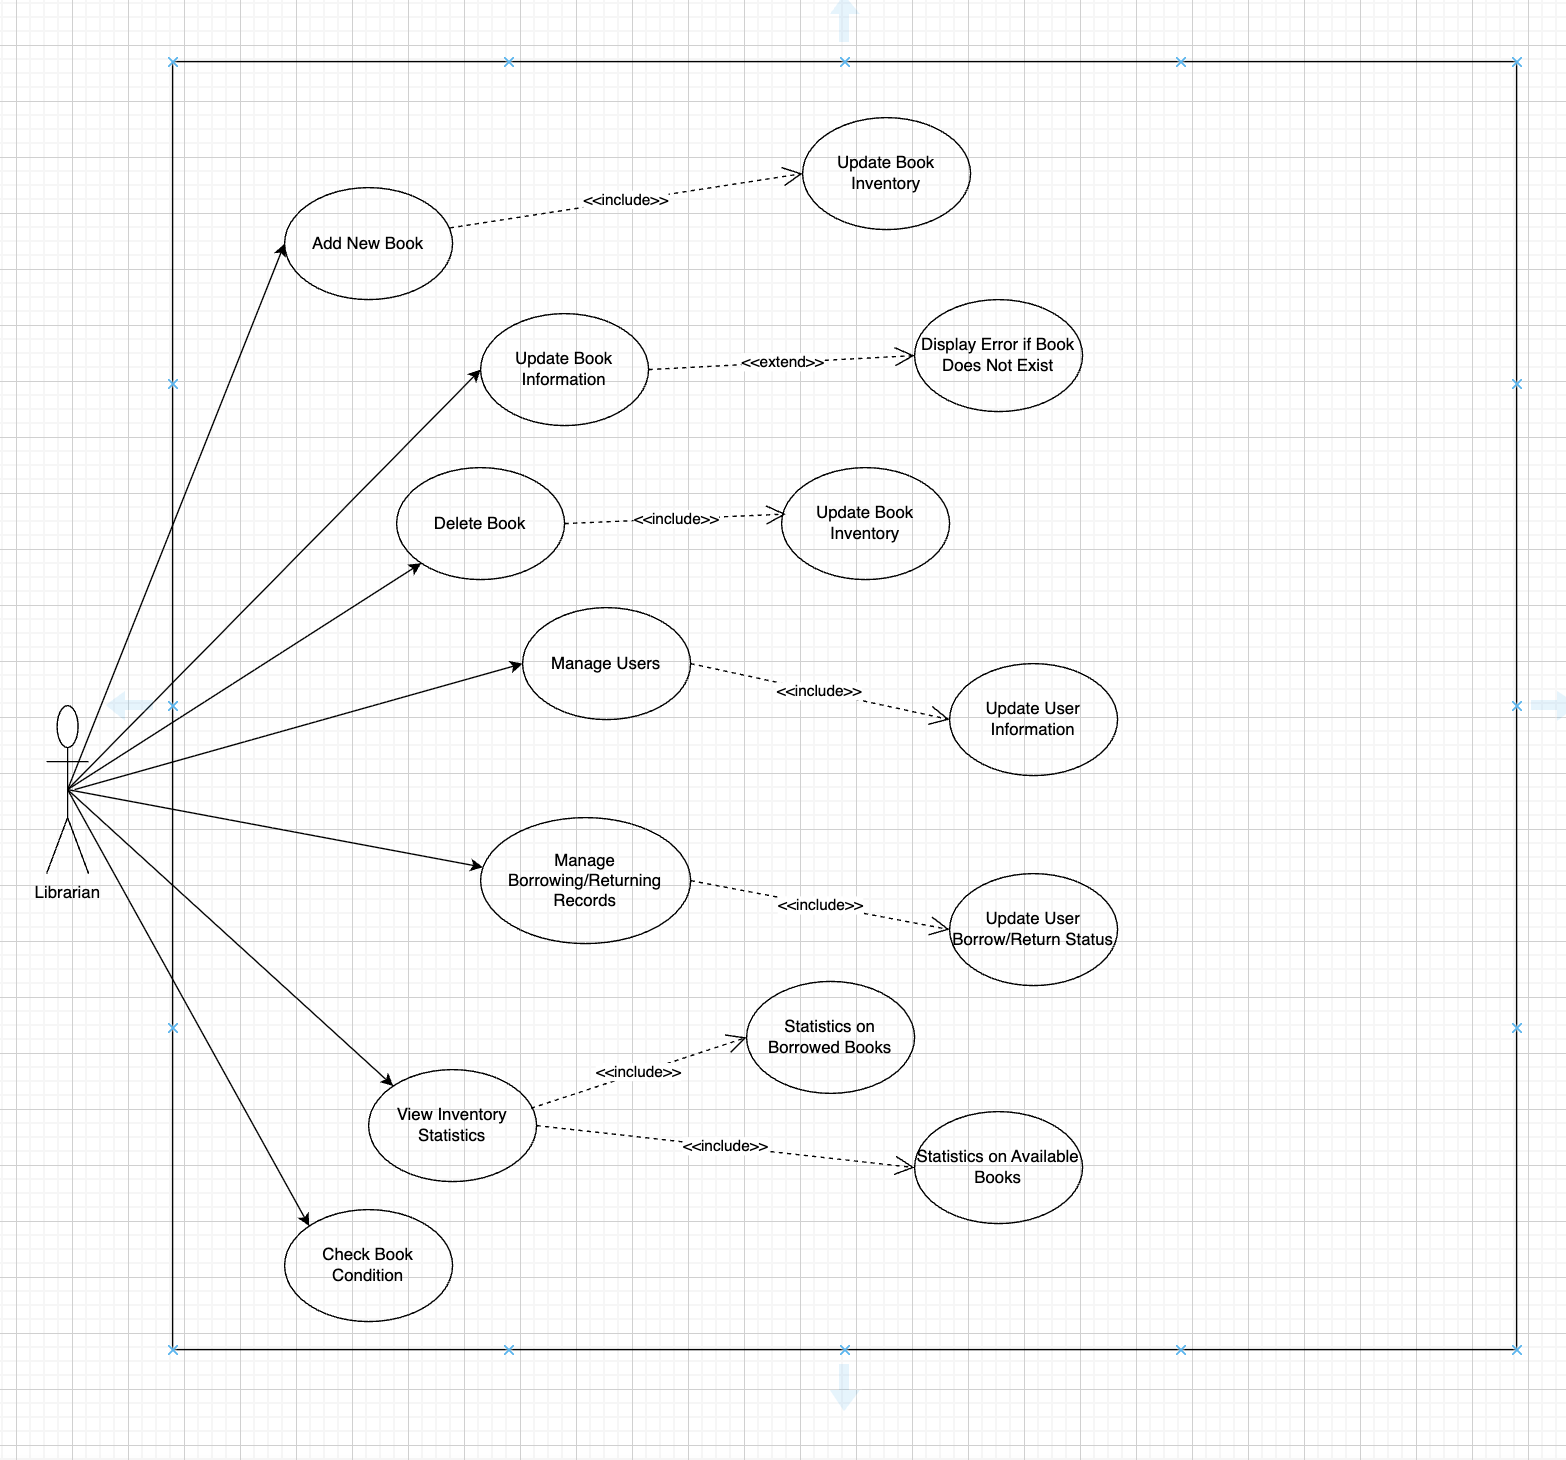 Update Book
Inventory
<<include>>
Add New Book
Update Book
Information
<<extend>>
Display Error if Book
Does Not Exist
Delete Book
<<include>>
Update Book
Inventory
Manage Users
<<include>>
Update User
Information
Librarian
Manage
Borrowing/Returning
Records
<<include>>
Update User
Borrow/Return Status
Statistics on
Borrowed Books
<<include>>
View Inventory
Statistics
<<include>>
Statistics on Available
Books
Check Book
Condition